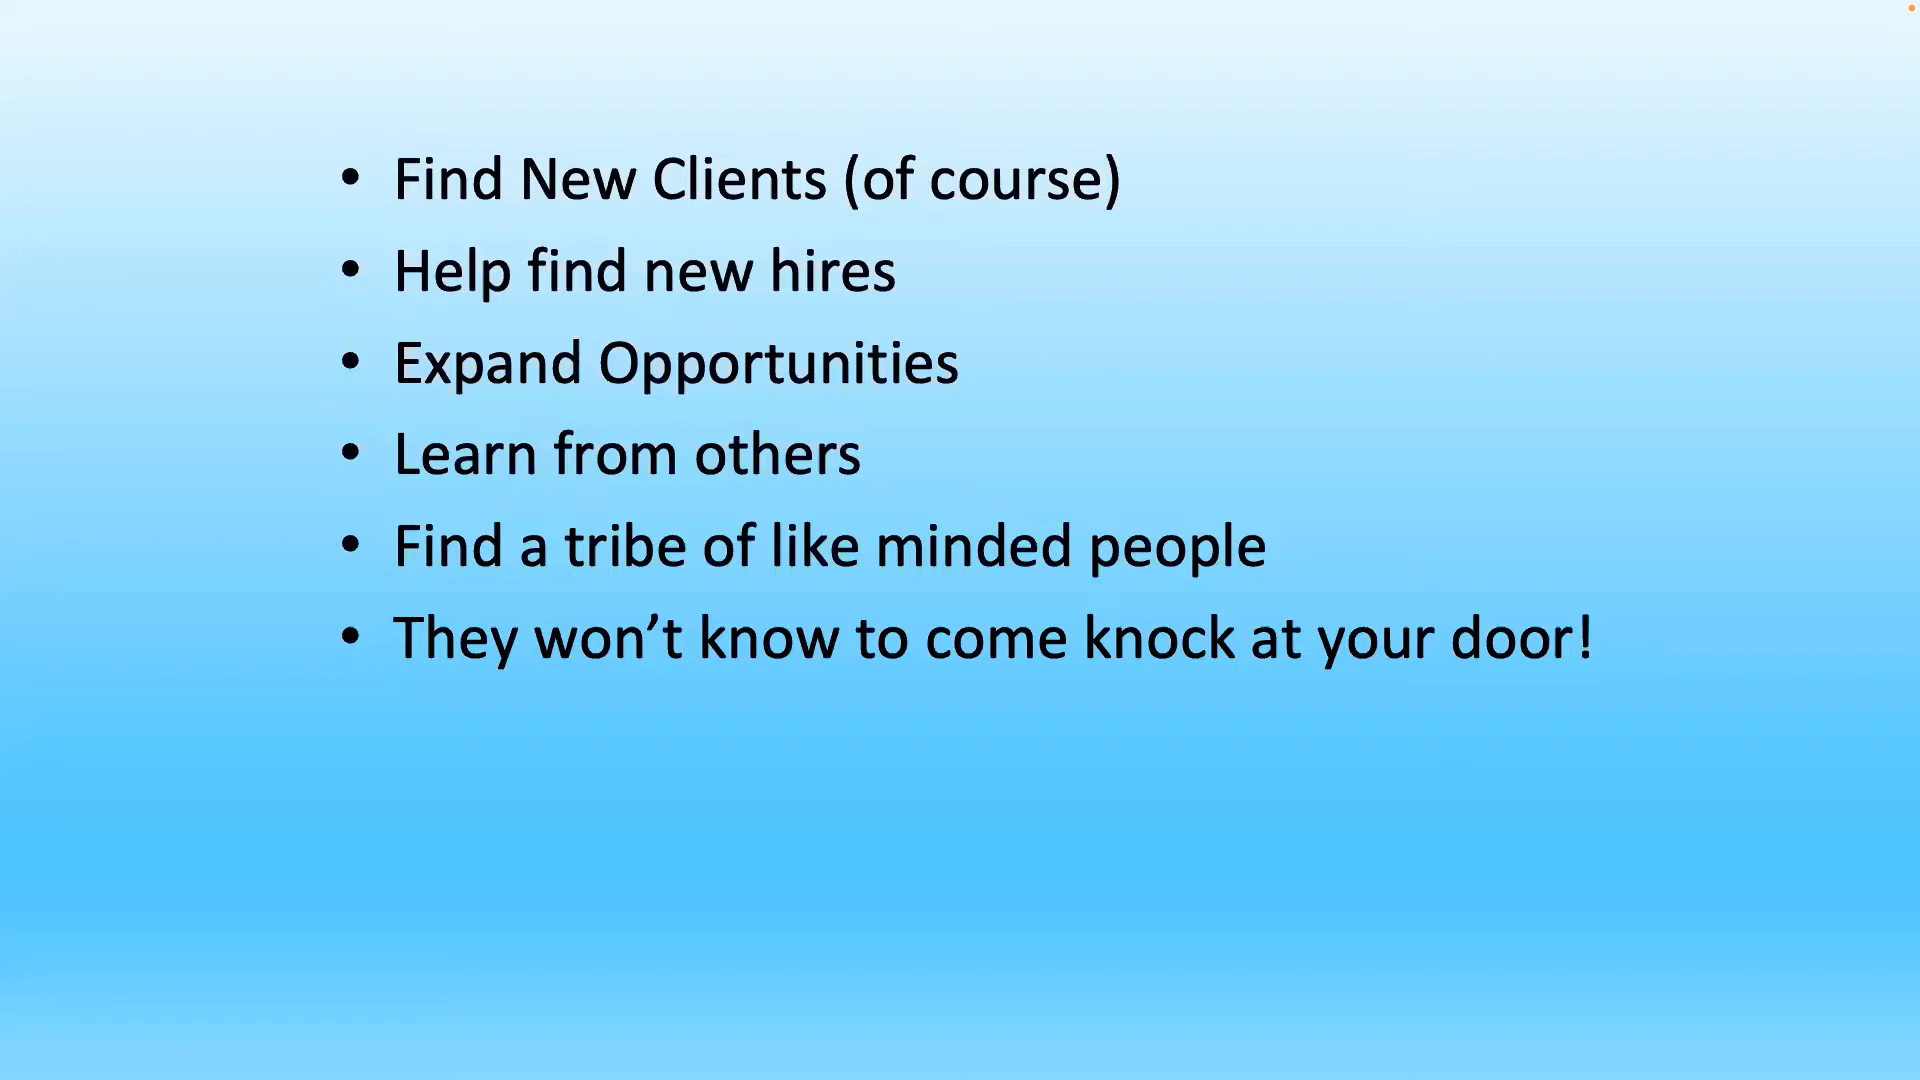 • Find New Clients (of course)
• Help find new hires
• Expand Opportunities
• Learn from others
• Find a tribe of like minded people
• They won’t know to come knock at your door!